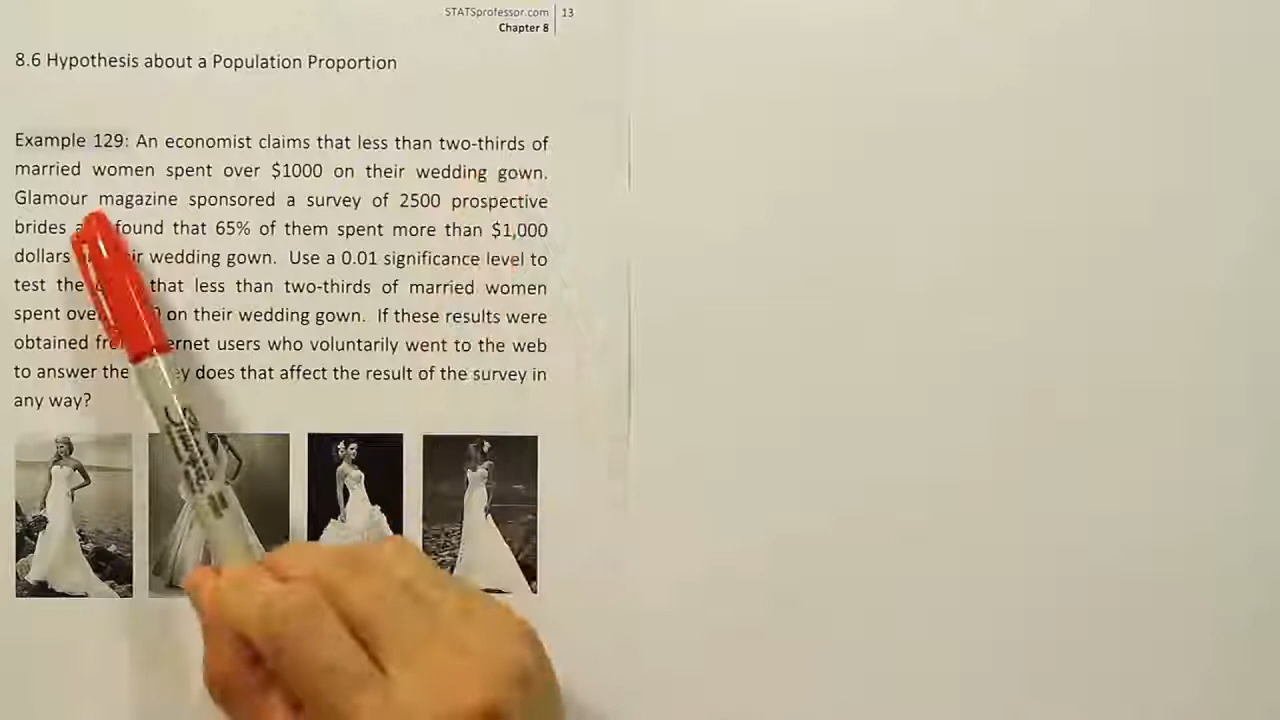 STATSprofessor.com 13
Chapter 8
8.6 Hypothesis about a Population Proportion
Example 129: An economist claims that less than two-thirds of
married women spent over $1000 on their wedding gown.
Glamour magazine sponsored a survey of 2500 prospective
brides found that 65% of them spent more than $1,000
dollars wedding gown. Use a 0.01 significance level to
test the that less than two-thirds of married women
spent on their wedding gown. If these results were
obtained users who voluntarily went to the web
to answer the does that affect the result of the survey in
any way?
Sharpie